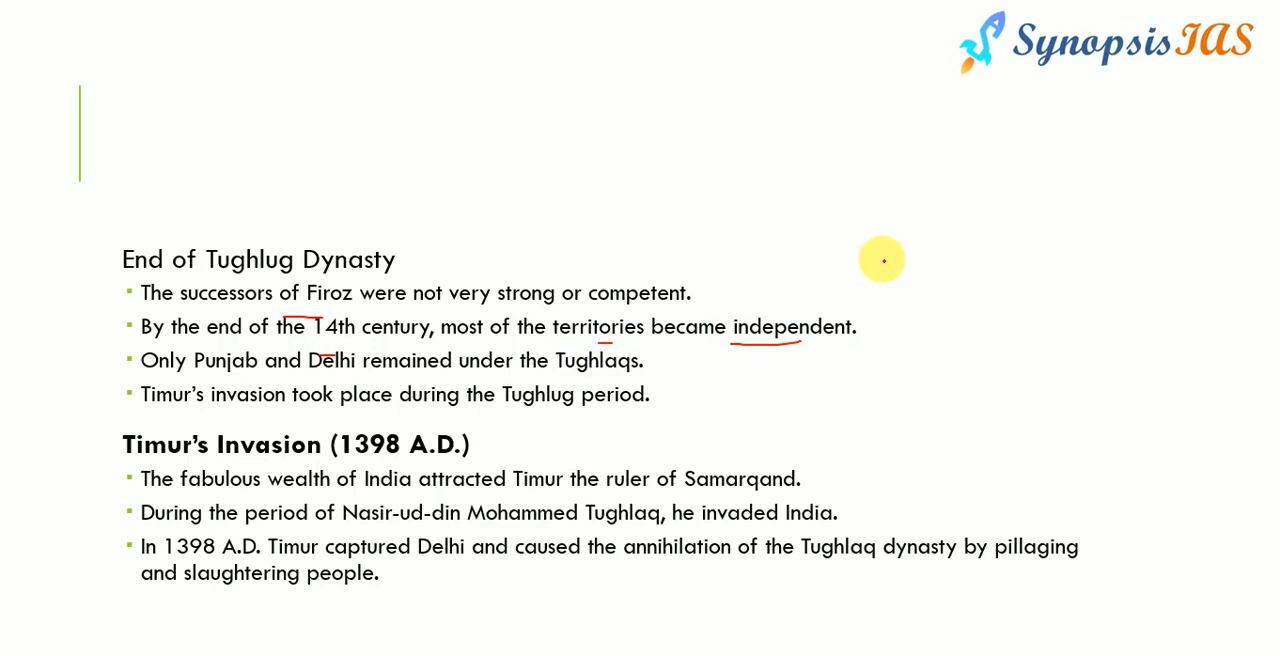 SynopsisIAS
End of Tughlug Dynasty
▪ The successors of Firoz were not very strong or competent.
▪ By the end of the 14th century, most of the territories became independent.
▪ Only Punjab and Delhi remained under the Tughlaqs.
▪ Timur’s invasion took place during the Tughlug period.
Timur’s Invasion (1398 A.D.)
▪ The fabulous wealth of India attracted Timur the ruler of Samarqand.
▪ During the period of Nasir-ud-din Mohammed Tughlaq, he invaded India.
▪ In 1398 A.D. Timur captured Delhi and caused the annihilation of the Tughlaq dynasty by pillaging
and slaughtering people.